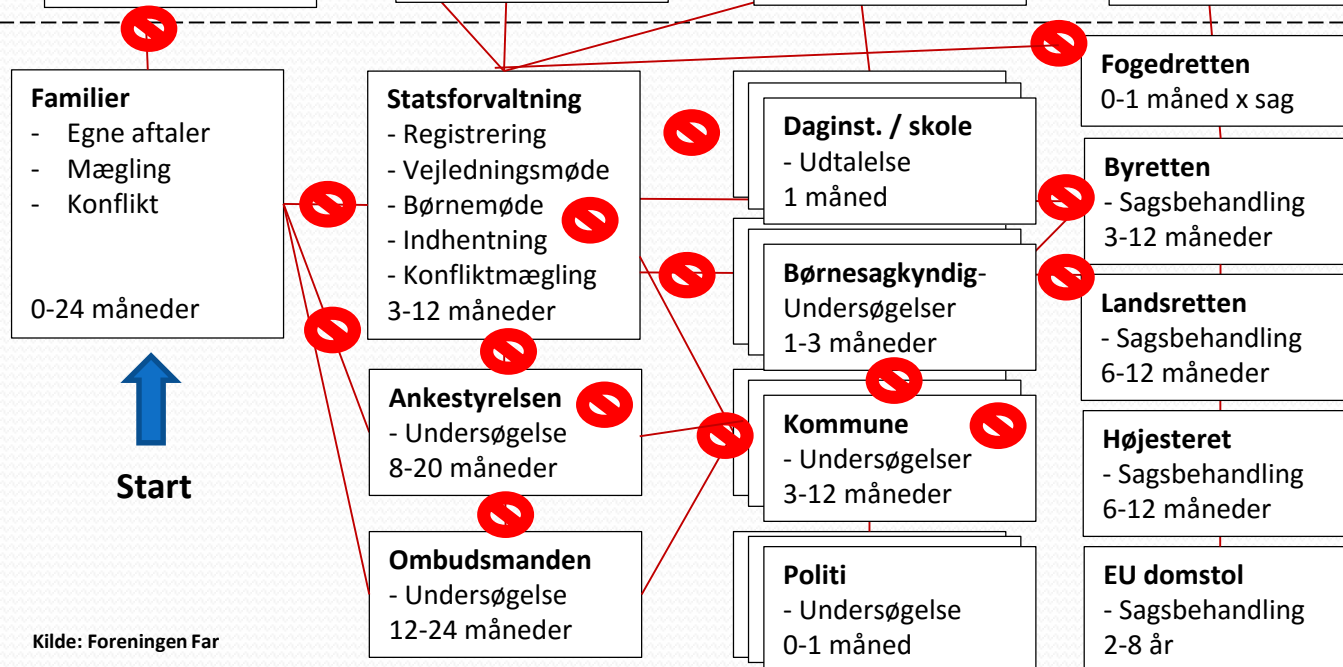 Familier
- Egne aftaler
- Mægling
- Konflikt
0-24 måneder
Start
Kilde: Foreningen Far
Statsforvaltning
- Registrering
- Vejledningsmøde
- Børnemøde
- Indhentning
- Konfliktmægling
3-12 måneder
Ankestyrelsen
- Undersøgelse
8-20 måneder
Ombudsmanden
- Undersøgelse
12-24 måneder
Daginst. / skole
- Udtalelse
1 måned
Børnesagkyndig-
Undersøgelser
1-3 måneder
Kommune
- Undersøgelser
3-12 måneder
Politi
- Undersøgelse
0-1 måned
Fogedretten
0-1 måned x sag
Byretten
- Sagsbehandling
3-12 måneder
Landsretten
- Sagsbehandling
6-12 måneder
Højesteret
- Sagsbehandling
6-12 måneder
EU domstol
- Sagsbehandling
2-8 år